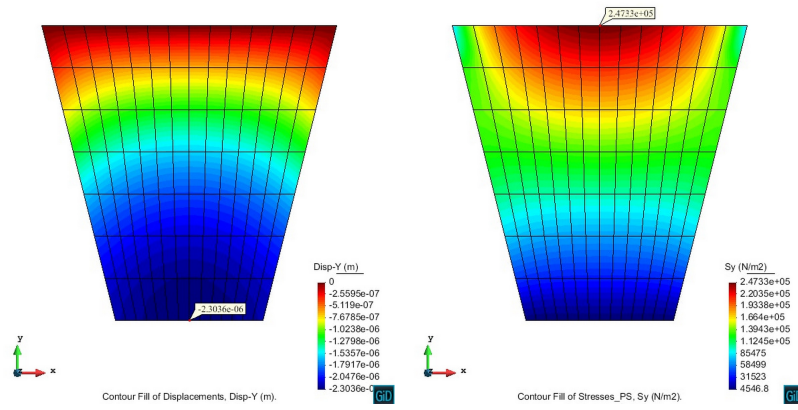 2.4733e+05
Disp-Y (m)
0
-2.5595e-07
-5.119e-07
-7.6785e-07
-1.0238e-06
-1.2798e-06
-1.5357e-06
-1.7917e-06
-2.0476e-06
-2.3036e-06
Sy (N/m2)
2.4733e+05
2.2035e+05
1.9338e+05
1.664e+05
1.3943e+05
1.1245e+05
85475
58499
31523
4546.8
y
x
z
y
x
Contour Fill of Displacements, Disp-Y (m).
GiD
Contour Fill of Stresses_PS, Sy (N/m2).